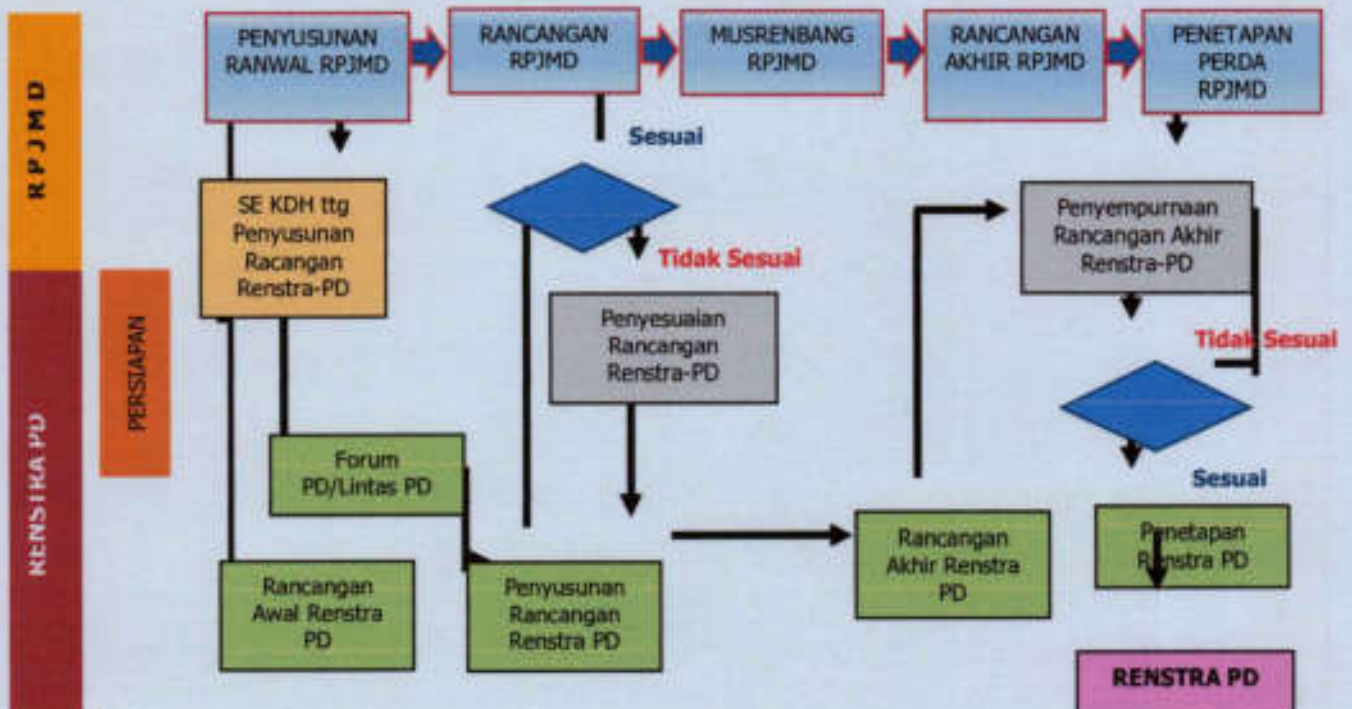 RPJMD
PENYUSUNAN
RANWAL RPJMD
RANCANGAN
RPJMD
MUSRENBANG
RPJMD
RANCANGAN
AKHIR RPJMD
PENETAPAN
PERDA
RPJMD
Sesuai
SE KDH ttg
Penyusunan
Racangan
Renstra-PD
Tidak Sesuai
Penyempurnaan
Rancangan Akhir
Renstra-PD
RENSTRA PD
PERSIAPAN
Penyesuaian
Rancangan
Renstra-PD
Tidak Sesuai
Forum
PD/Lintas PD
Sesuai
Rancangan
Awal Renstra
PD
Penyusunan
Rancangan
Renstra PD
Rancangan
Akhir Renstra
PD
Penetapan
Renstra PD
RENSTRA PD